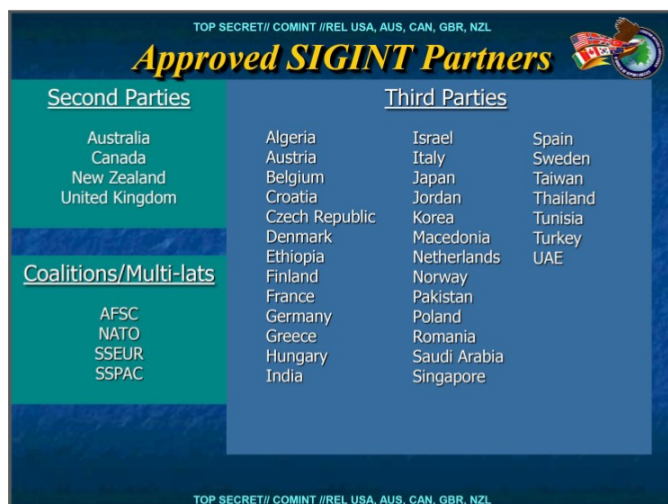 TOP SECRET// COMINT //REL USA, AUS, CAN, GBR, NZL
Approved SIGINT Partners
Second Parties
Australia
Canada
New Zealand
United Kingdom
Coalitions/Multi-lats
AFSC
NATO
SSEUR
SSPAC
Third Parties
Algeria
Austria
Belgium
Croatia
Czech Republic
Denmark
Ethiopia
Finland
France
Germany
Greece
Hungary
India
Israel
Italy
Japan
Jordan
Korea
Macedonia
Netherlands
Norway
Pakistan
Poland
Romania
Saudi Arabia
Singapore
Spain
Sweden
Taiwan
Thailand
Tunisia
Turkey
UAE
TOP SECRET// COMINT //REL USA, AUS, CAN, GBR, NZL